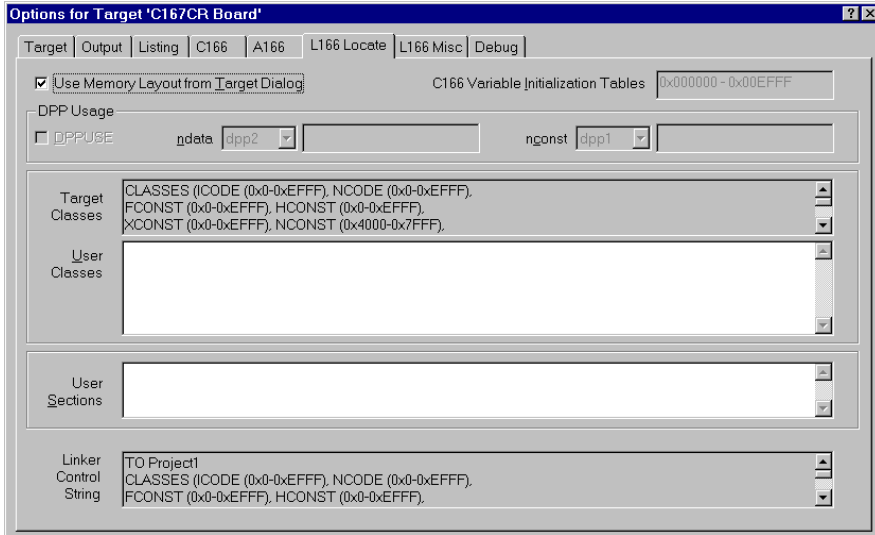 Options for Target 'C167CR Board'
Target Output Listing C166 A166 L166 Locate L166 Misc Debug
Use Memory Layout from Target Dialog C166 Variable Initialization Tables 0x000000 - 0x00EFFF
DPP Usage
DPPUSE ndata dpp2 nconst dpp1
Target Classes
CLASSES (ICODE (0x0-0xEFFF), NCODE (0x0-0xEFFF),
FCONST (0x0-0xEFFF), HCONST (0x0-0xEFFF),
XCONST (0x0-0xEFFF), NCONST (0x4000-0x7FFF),
User
Classes
User
Sections
Linker
Control
String
TO Project1
CLASSES (ICODE (0x0-0xEFFF), NCODE (0x0-0xEFFF),
FCONST (0x0-0xEFFF), HCONST (0x0-0xEFFF),